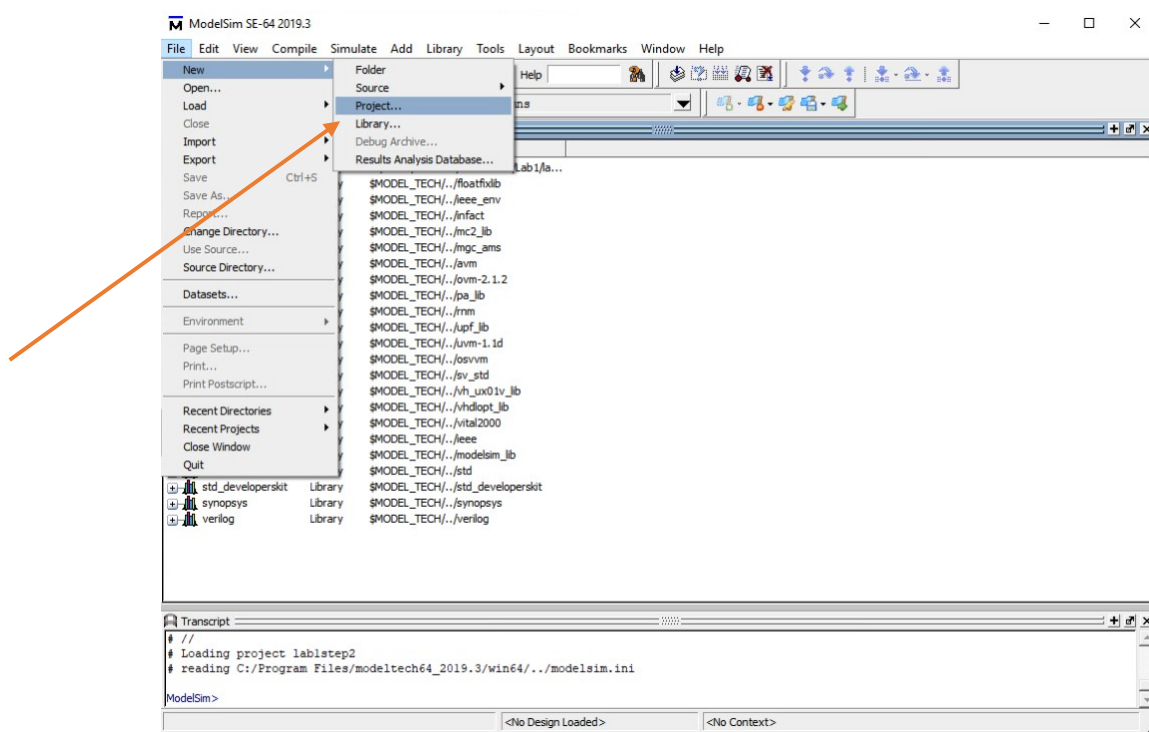 ModelSim SE-64 2019.3
File Edit View Compile Simulate Add Library Tools Layout Bookmarks Window Help
New
Open...
Load
Close
Import
Export
Save Ctrl+S
Save As...
Report...
Change Directory...
Use Source...
Source Directory...
Datasets...
Environment
Page Setup...
Print...
Print Postscript...
Recent Directories
Recent Projects
Close Window
Quit
Folder
Source
Project...
Library...
Debug Archive...
Results Analysis Database...
Help
ns
Lab1/la...
$MODEL_TECH/../floatfixlib
$MODEL_TECH/../ieee_env
$MODEL_TECH/../infact
$MODEL_TECH/../mc2_lib
$MODEL_TECH/../mgc_ams
$MODEL_TECH/../avm
$MODEL_TECH/../ovm-2.1.2
$MODEL_TECH/../pa_lib
$MODEL_TECH/../rnm
$MODEL_TECH/../upf_lib
$MODEL_TECH/../uvm-1.1d
$MODEL_TECH/../osvvm
$MODEL_TECH/../sv_std
$MODEL_TECH/../vh_ux01v_lib
$MODEL_TECH/../vhdlopt_lib
$MODEL_TECH/../vital2000
$MODEL_TECH/../ieee
$MODEL_TECH/../modelsim_lib
$MODEL_TECH/../std
std_developerskit Library $MODEL_TECH/../std_developerskit
synopsys Library $MODEL_TECH/../synopsys
verilog Library $MODEL_TECH/../verilog
Transcript
# //
# Loading project lab1step2
# reading C:/Program Files/modeltech64_2019.3/win64/../modelsim.ini
ModelSim>
<No Design Loaded> <No Context>